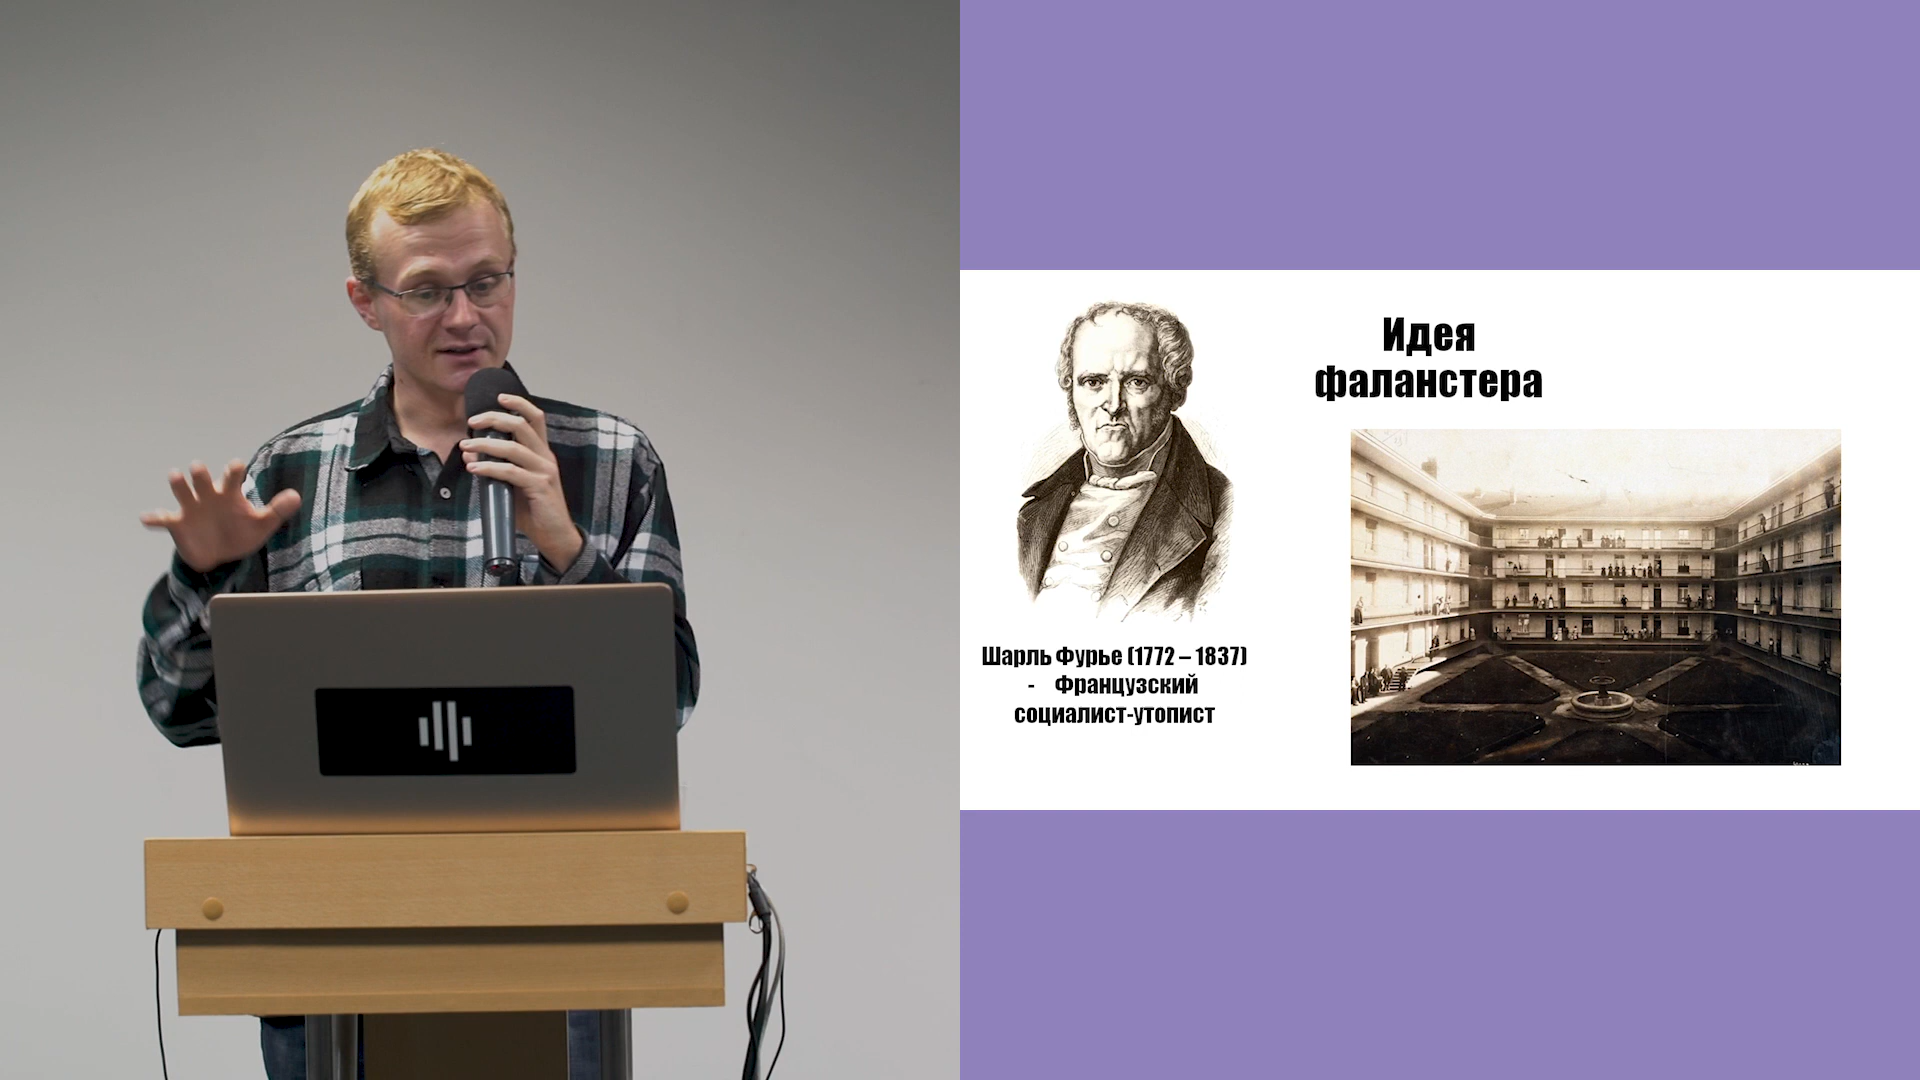 Идея
фаланстера
Шарль Фурье (1772 – 1837)
- Французский
социалист-утопист